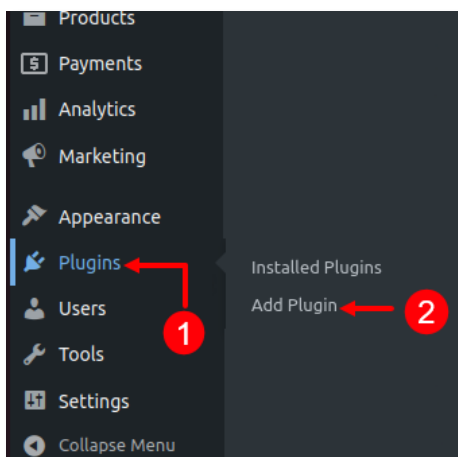 Products
Payments
Analytics
Marketing
Appearance
Plugins
1
Users
Tools
Settings
Collapse Menu
Installed Plugins
Add Plugin
2